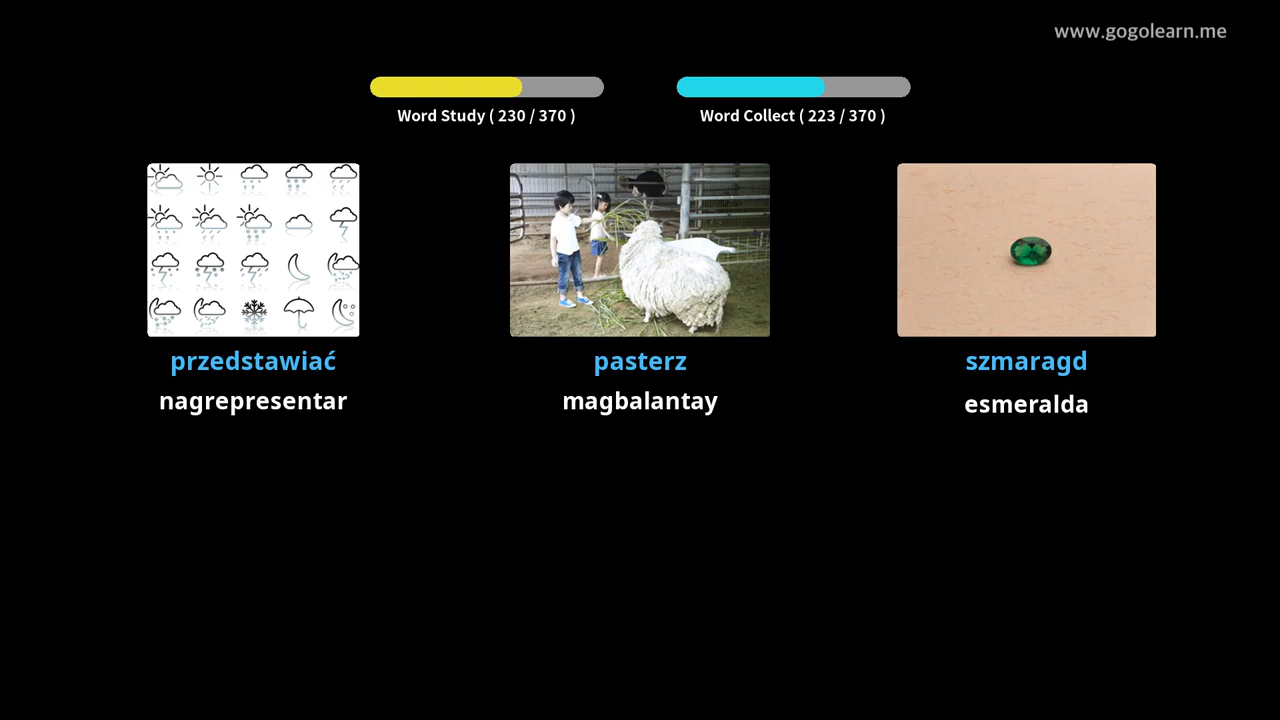 www.gogolearn.me
Word Study ( 230 / 370 )
Word Collect ( 223 / 370 )
przedstawiać
nagrepresentar
pasterz
magbalantay
szmaragd
esmeralda